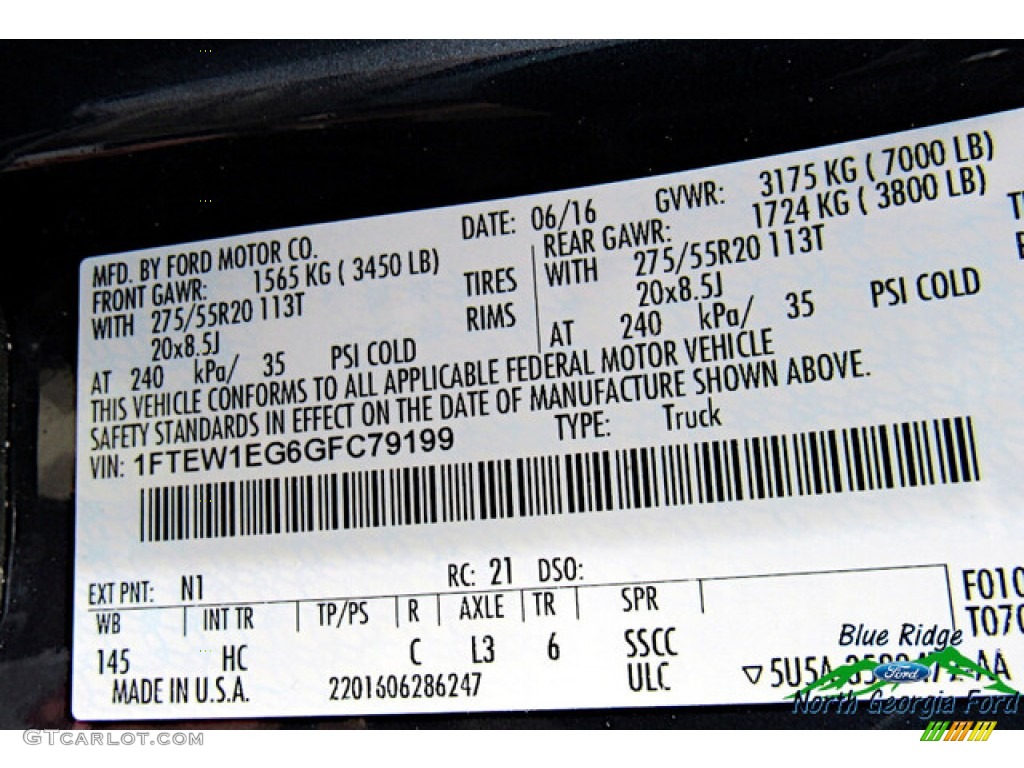 MFD. BY FORD MOTOR CO. DATE: 06/16 GVWR: 3175 KG ( 7000 LB)
FRONT GAWR: 1565 KG ( 3450 LB) REAR GAWR: 1724 KG ( 3800 LB)
WITH 275/55R20 113T TIRES WITH 275/55R20 113T
20x8.5J RIMS 20x8.5J
AT 240 kPa/ 35 PSI COLD AT 240 kPa/ 35 PSI COLD
THIS VEHICLE CONFORMS TO ALL APPLICABLE FEDERAL MOTOR VEHICLE
SAFETY STANDARDS IN EFFECT ON THE DATE OF MANUFACTURE SHOWN ABOVE.
VIN: 1FTEW1EG6GFC79199 TYPE: Truck
EXT PNT: N1 RC: 21 DSO:
WB INT TR TP/PS R AXLE TR SPR F010
145 HC C L3 6 SSCC T070
MADE IN U.S.A. 2201606286247 ULC
Blue Ridge
Ford
North Georgia Ford
GTCARLOT.COM